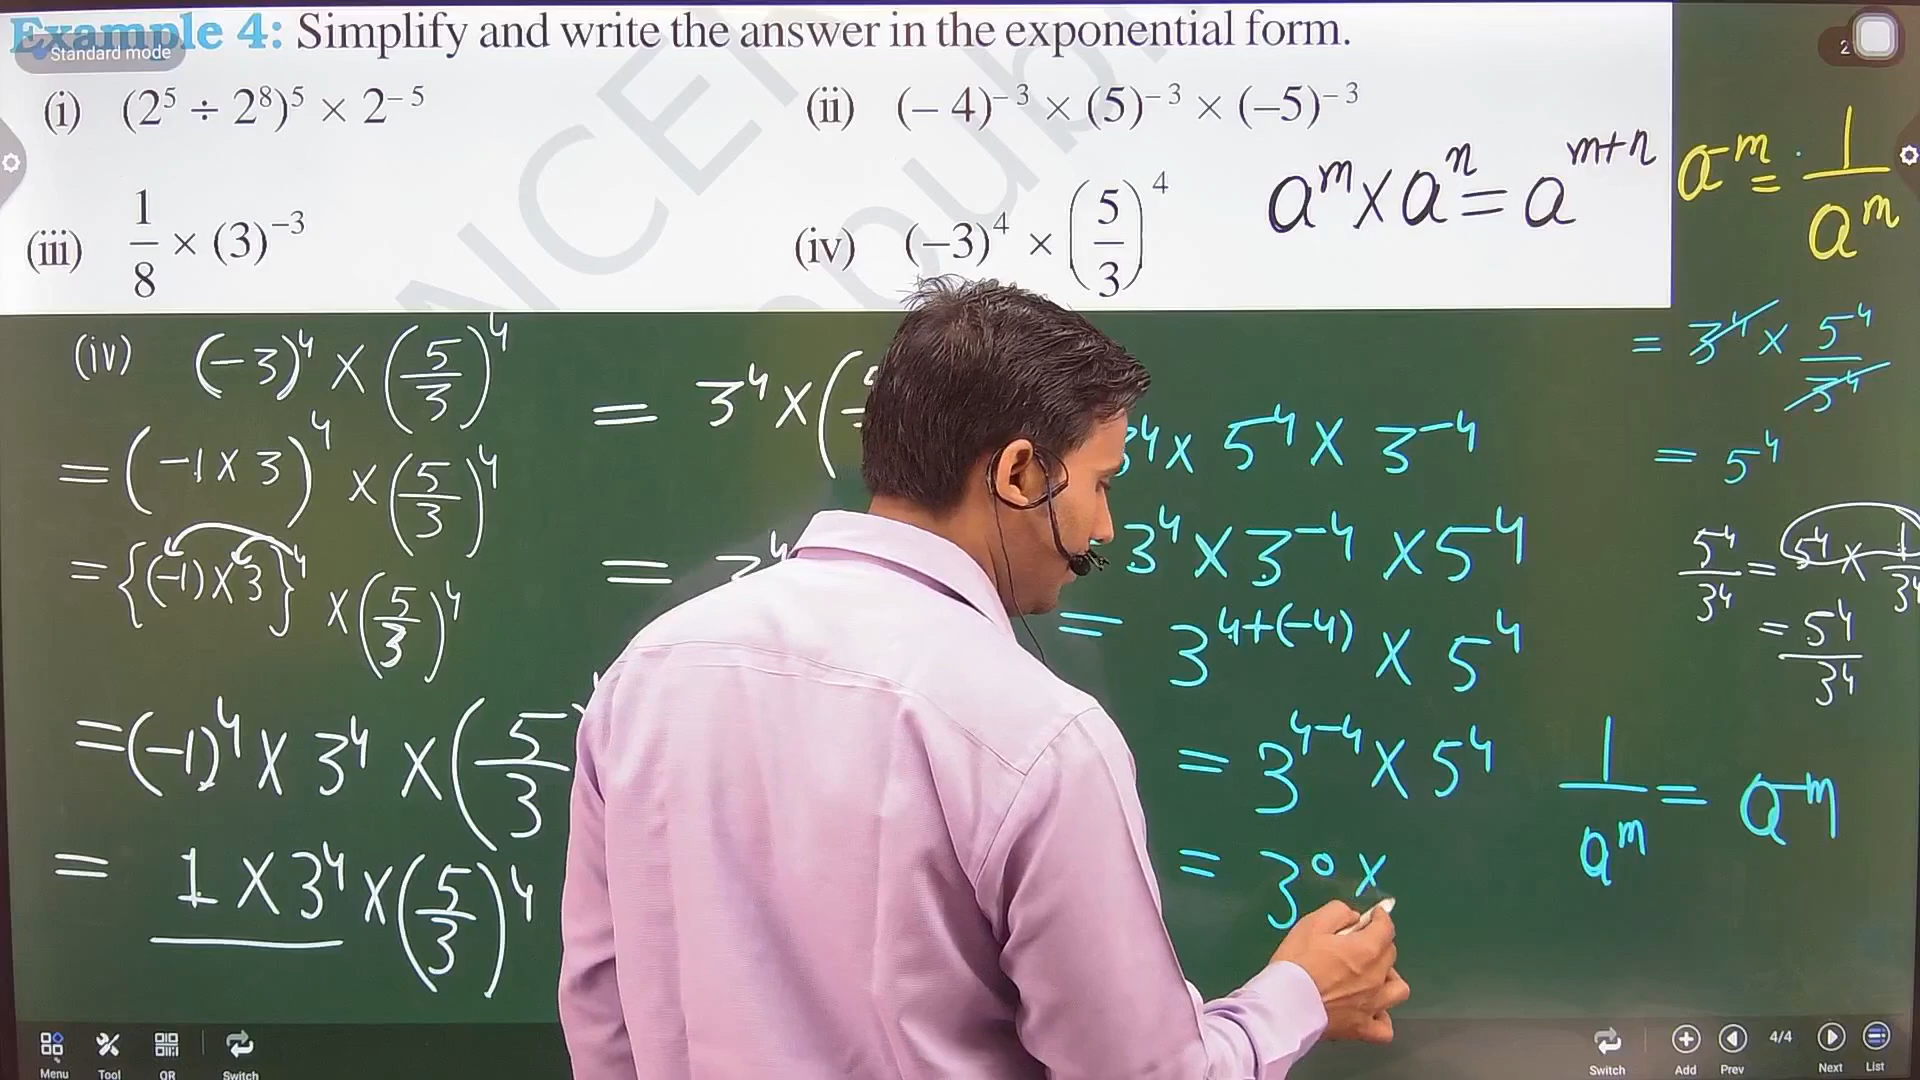 Example 4: Simplify and write the answer in the exponential form.
Standard mode
2
(i) (2⁵ ÷ 2⁸)⁵ × 2⁻⁵
(ii) (– 4)⁻³ × (5)⁻³ × (–5)⁻³
(iii) 1/8 × (3)⁻³
(iv) (–3)⁴ × (5/3)⁴
aᵐ × aⁿ = aᵐ⁺ⁿ
a⁻ᵐ = 1/aᵐ
(iv) (-3)⁴ × (5/3)⁴
= (-1 × 3)⁴ × (5/3)⁴
= {(-1) × 3}⁴ × (5/3)⁴
= (-1)⁴ × 3⁴ × (5/3
= 1 × 3⁴ × (5/3)⁴
= 3⁴ × (
=
3⁴ × 5⁴ × 3⁻⁴
3⁴ × 3⁻⁴ × 5⁴
= 3⁴⁺⁽⁻⁴⁾ × 5⁴
= 3⁴⁻⁴ × 5⁴
= 3⁰ ×
= 3⁴ × 5⁴/3⁴
= 5⁴
5⁴/3⁴ = 5⁴ × 1/3⁴
= 5⁴/3⁴
1/aᵐ = a⁻ᵐ
Menu Tool QR Switch
Switch Add Prev 4/4 Next List